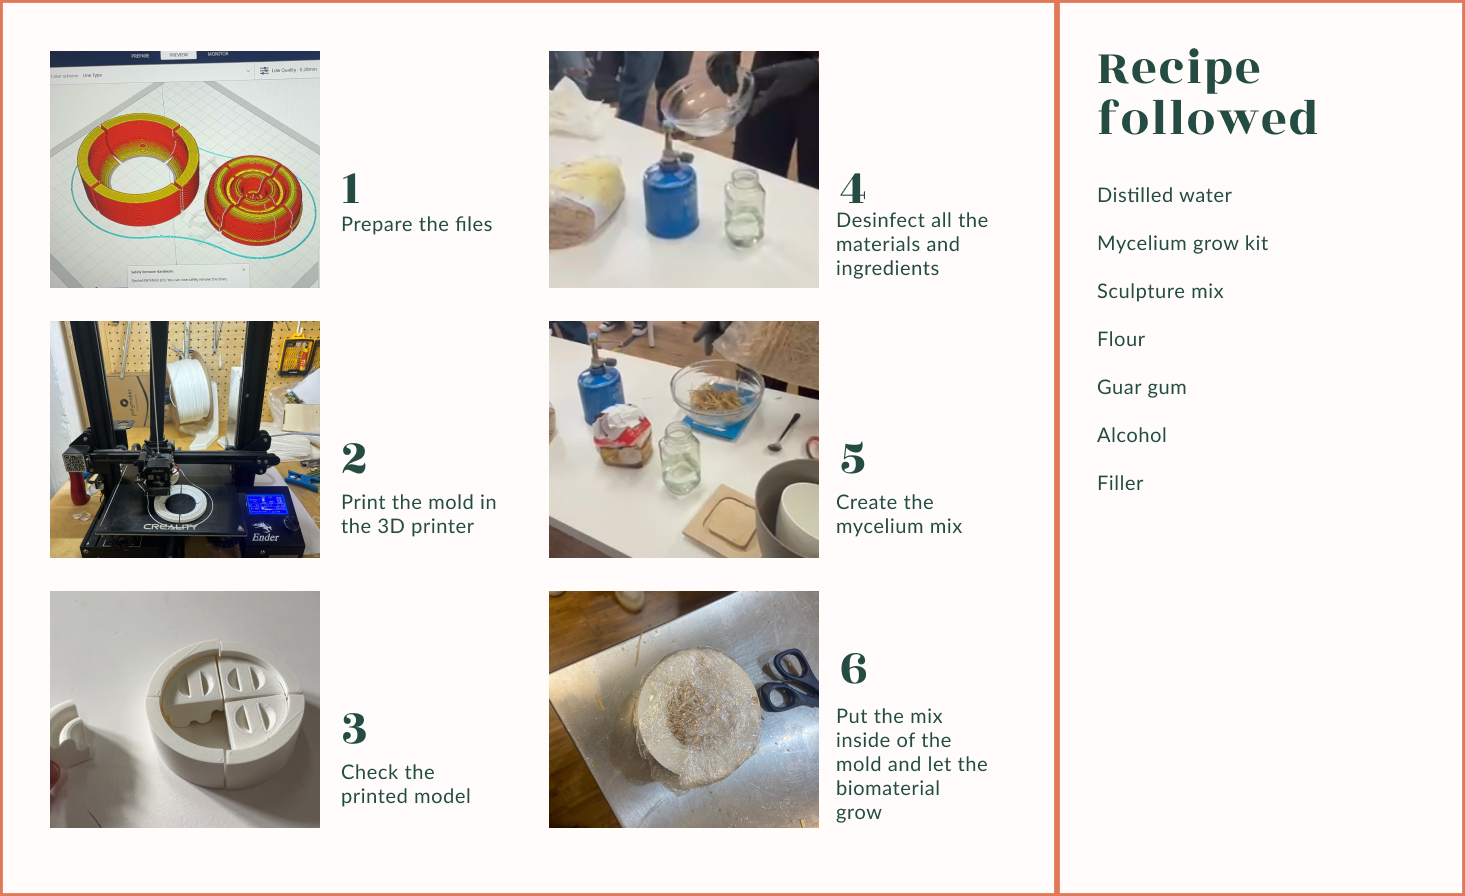 PREPARE
PREVIEW
MONITOR
Line Type
Low Quality - 0.28mm
1
Prepare the files
CREALITY
Ender
2
Print the mold in
the 3D printer
3
Check the
printed model
4
Desinfect all the
materials and
ingredients
5
Create the
mycelium mix
6
Put the mix
inside of the
mold and let the
biomaterial
grow
Recipe
followed
Distilled water
Mycelium grow kit
Sculpture mix
Flour
Guar gum
Alcohol
Filler